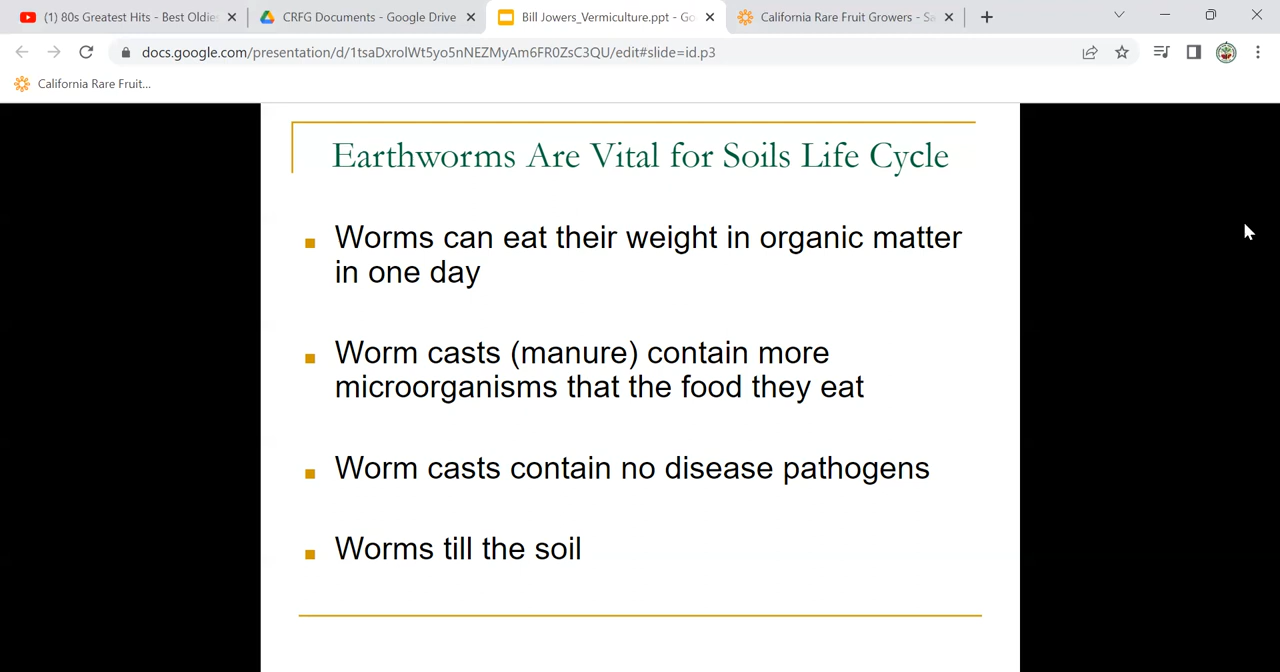 (1) 80s Greatest Hits - Best Oldie
CRFG Documents - Google Drive
Bill Jowers_Vermiculture.ppt - Go
California Rare Fruit Growers - Sa
docs.google.com/presentation/d/1tsaDxrolWt5yo5nNEZMyAm6FR0ZsC3QU/edit#slide=id.p3
California Rare Fruit...
Earthworms Are Vital for Soils Life Cycle
Worms can eat their weight in organic matter
in one day
Worm casts (manure) contain more
microorganisms that the food they eat
Worm casts contain no disease pathogens
Worms till the soil